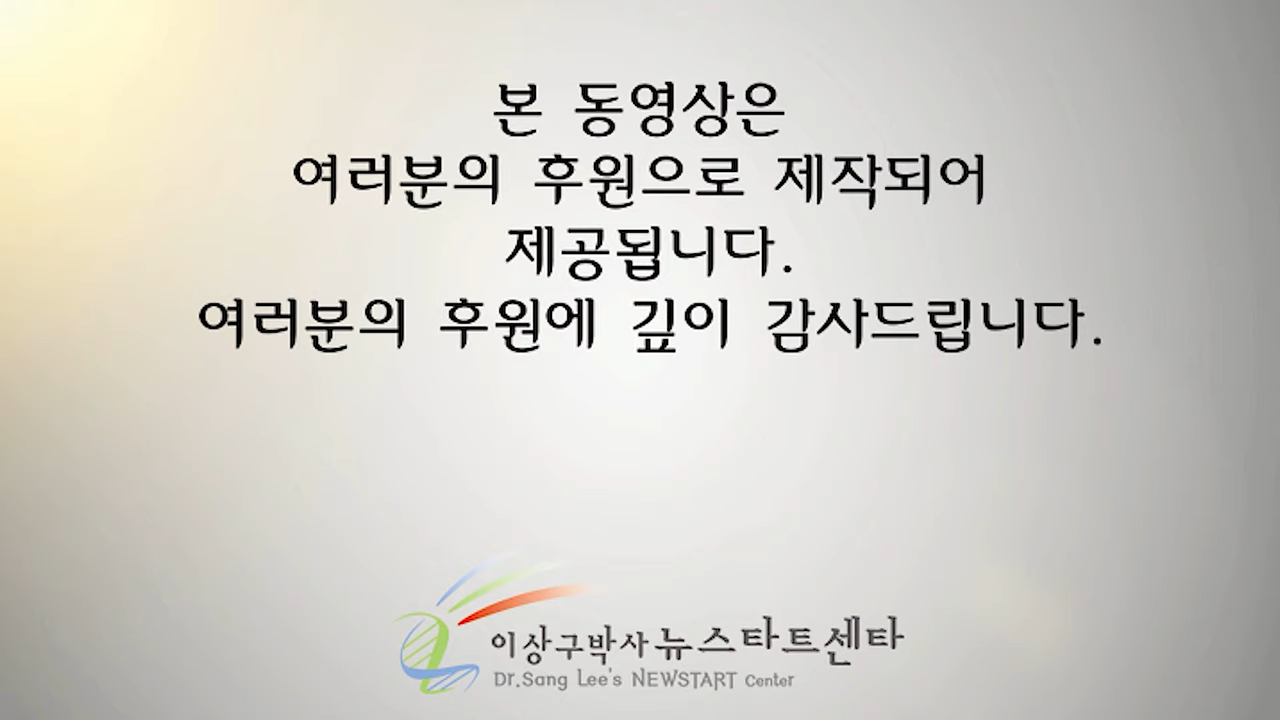 본 동영상은
여러분의 후원으로 제작되어
제공됩니다.
여러분의 후원에 깊이 감사드립니다.
이상구박사 뉴스타트센타
Dr.Sang Lee's NEWSTART Center